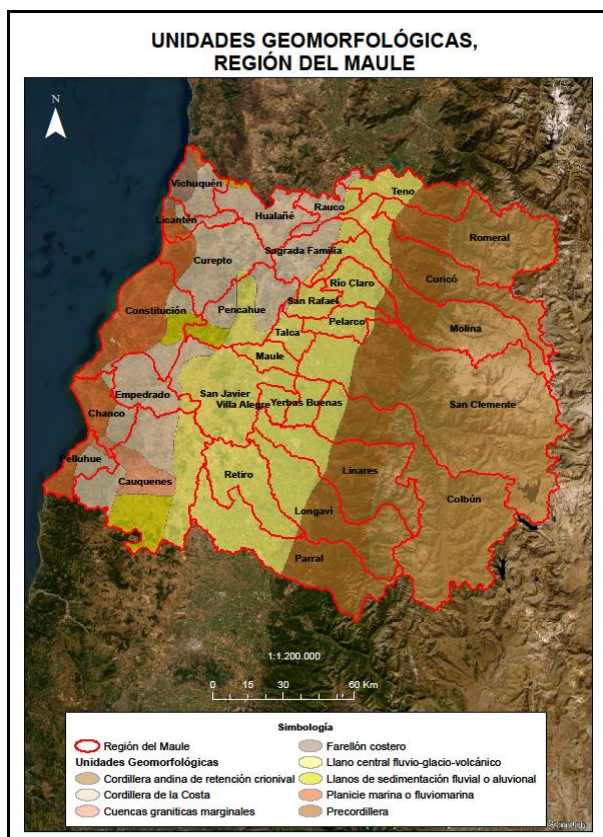 UNIDADES GEOMORFOLÓGICAS,
REGIÓN DEL MAULE
N
Vichuquén
Teno
Rauco
Hualañé
Licantén
Romeral
Sagrada Familia
Curepto
Curicó
Río Claro
San Rafael
Constitución
Pencahue
Pelarco
Molina
Talca
Maule
Empedrado
San Javier
Villa Alegre
Yerbas Buenas
San Clemente
Chanco
Pelluhue
Cauquenes
Retiro
Linares
Colbún
Longaví
Parral
1:1.200.000
0 15 30 60 Km
Simbología
Región del Maule
Unidades Geomorfológicas
Cordillera andina de retención crionival
Cordillera de la Costa
Cuencas graniticas marginales
Farellón costero
Llano central fluvio-glacio-volcánico
Llanos de sedimentación fluvial o aluvional
Planicie marina o fluviomarina
Precordillera